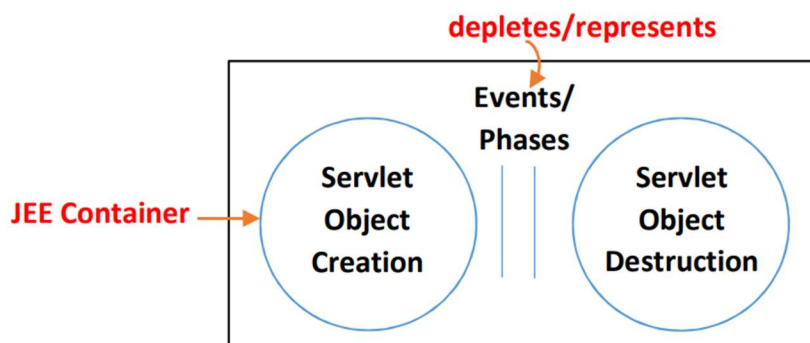 depletes/represents
Events/
Phases
JEE Container
Servlet
Object
Creation
Servlet
Object
Destruction